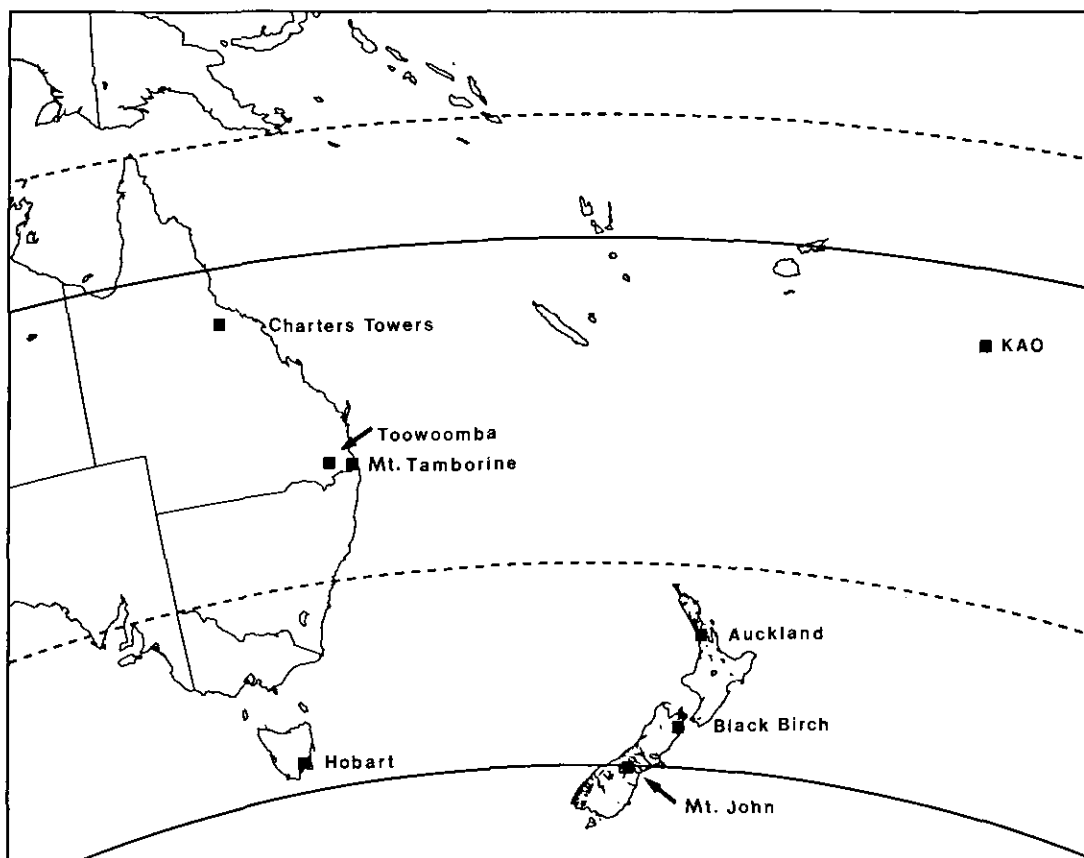 Charters Towers
KAO
Toowoomba
Mt. Tamborine
Auckland
Black Birch
Hobart
Mt. John